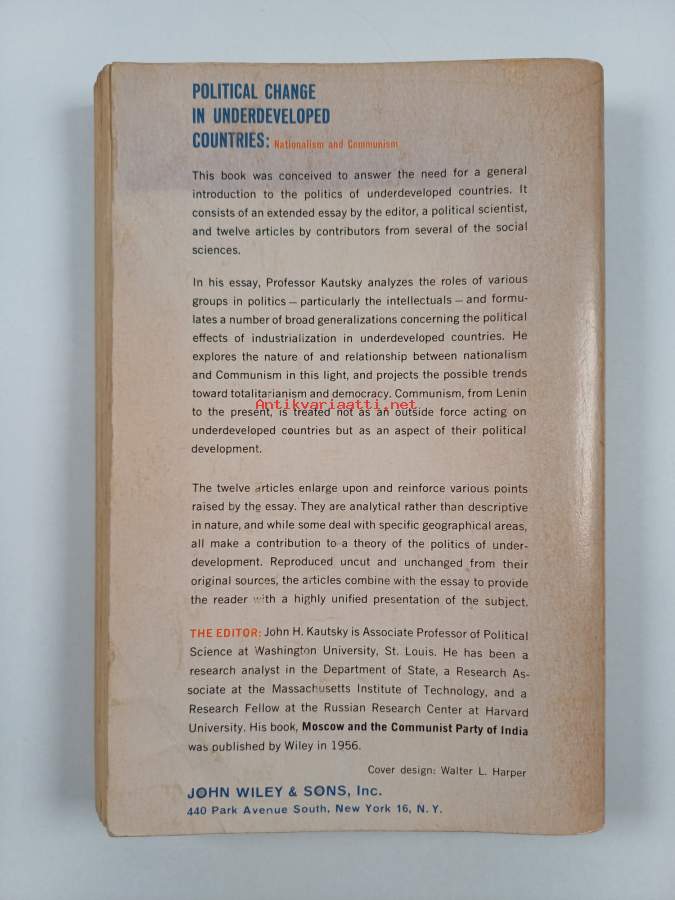 POLITICAL CHANGE
IN UNDERDEVELOPED
COUNTRIES: Nationalism and Communism
This book was conceived to answer the need for a general
introduction to the politics of underdeveloped countries. It
consists of an extended essay by the editor, a political scientist,
and twelve articles by contributors from several of the social
sciences.
In his essay, Professor Kautsky analyzes the roles of various
groups in politics – particularly the intellectuals – and formu-
lates a number of broad generalizations concerning the political
effects of industrialization in underdeveloped countries. He
explores the nature of and relationship between nationalism
and Communism in this light, and projects the possible trends
toward totalitarianism and democracy. Communism, from Lenin
Antikvariaatti.net
to the present, is treated not as an outside force acting on
underdeveloped countries but as an aspect of their political
development.
The twelve articles enlarge upon and reinforce various points
raised by the essay. They are analytical rather than descriptive
in nature, and while some deal with specific geographical areas,
all make a contribution to a theory of the politics of under-
development. Reproduced uncut and unchanged from their
original sources, the articles combine with the essay to provide
the reader with a highly unified presentation of the subject.
THE EDITOR: John H. Kautsky is Associate Professor of Political
Science at Washington University, St. Louis. He has been a
research analyst in the Department of State, a Research As-
sociate at the Massachusetts Institute of Technology, and a
Research Fellow at the Russian Research Center at Harvard
University. His book, Moscow and the Communist Party of India
was published by Wiley in 1956.
Cover design: Walter L. Harper
JOHN WILEY & SONS, Inc.
440 Park Avenue South, New York 16, N. Y.